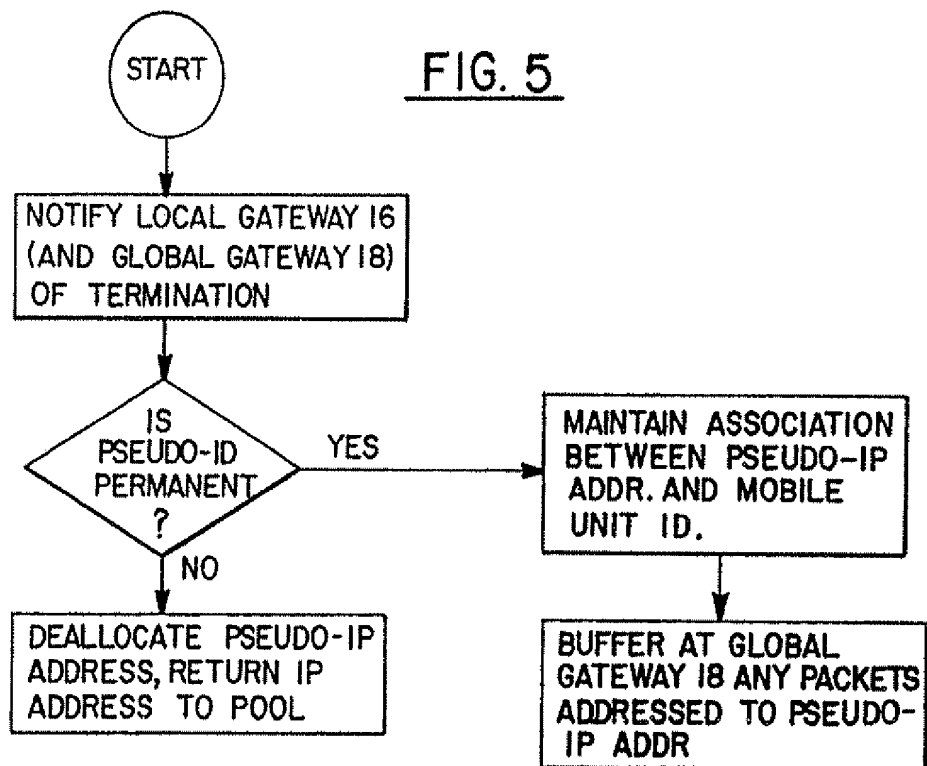 START
FIG. 5
NOTIFY LOCAL GATEWAY 16
(AND GLOBAL GATEWAY 18)
OF TERMINATION
IS
PSEUDO-ID
PERMANENT
?
YES
NO
MAINTAIN ASSOCIATION
BETWEEN PSEUDO-IP
ADDR. AND MOBILE
UNIT ID.
DEALLOCATE PSEUDO-IP
ADDRESS, RETURN IP
ADDRESS TO POOL
BUFFER AT GLOBAL
GATEWAY 18 ANY PACKETS
ADDRESSED TO PSEUDO-
IP ADDR